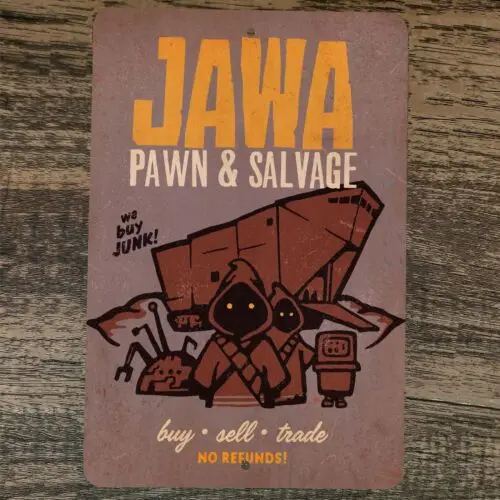 JAWA
PAWN & SALVAGE
we
buy
JUNK!
buy • sell • trade
NO REFUNDS!